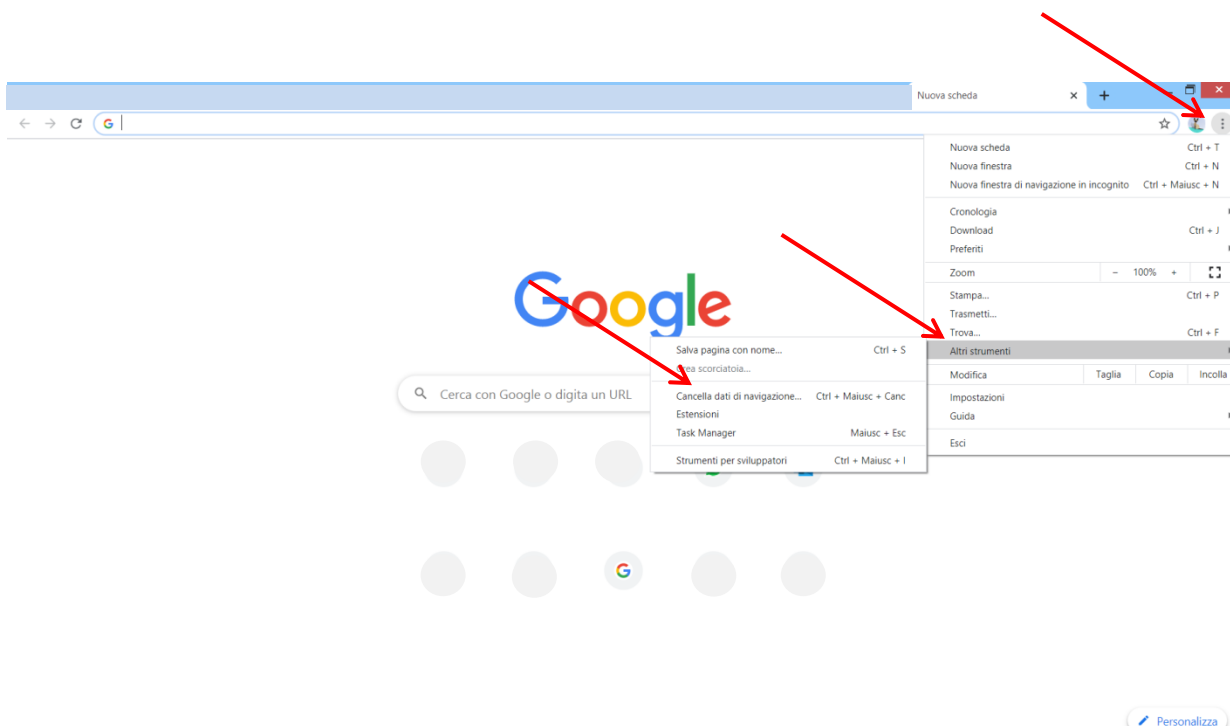 Nuova scheda
Nuova scheda Ctrl + T
Nuova finestra Ctrl + N
Nuova finestra di navigazione in incognito Ctrl + Maiusc + N
Cronologia
Download Ctrl + J
Preferiti
Zoom - 100% +
Stampa... Ctrl + P
Trasmetti...
Trova... Ctrl + F
Altri strumenti
Modifica Taglia Copia Incolla
Impostazioni
Guida
Esci
Google
Salva pagina con nome... Ctrl + S
Crea scorciatoia...
Cancella dati di navigazione... Ctrl + Maiusc + Canc
Estensioni
Task Manager Maiusc + Esc
Strumenti per sviluppatori Ctrl + Maiusc + I
Cerca con Google o digita un URL
G
Personalizza